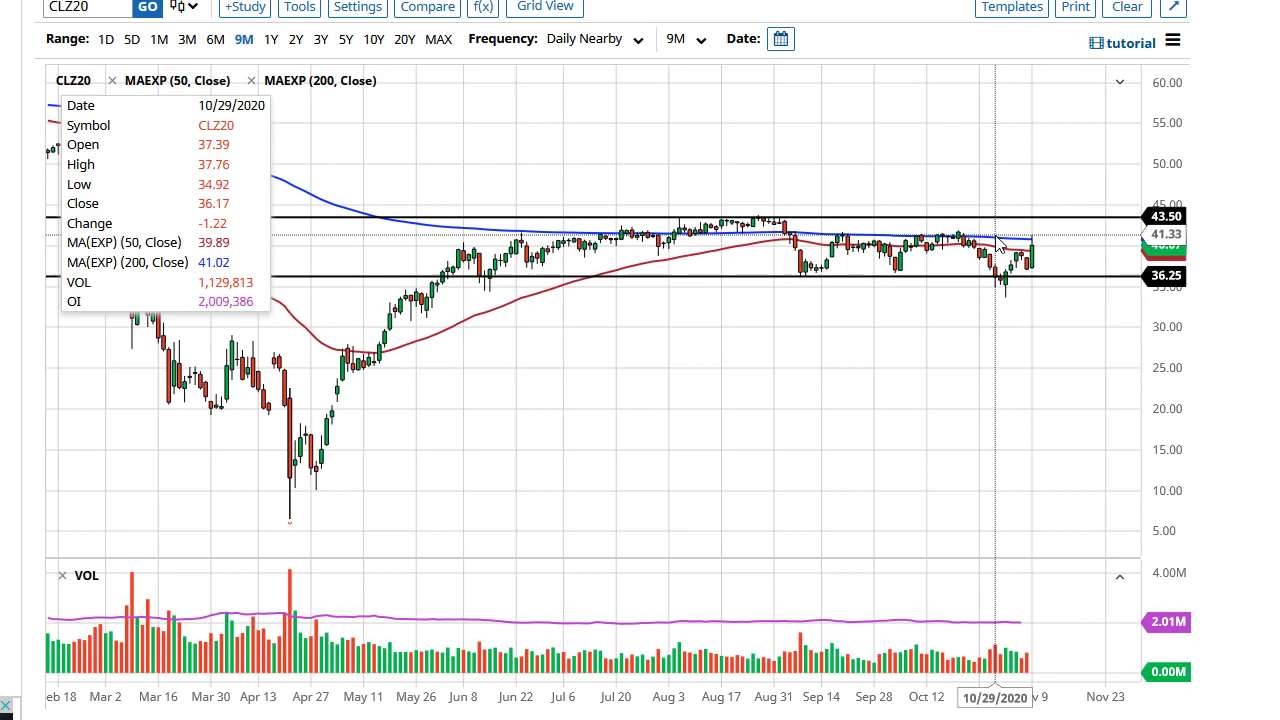 CLZ20 GO +Study Tools Settings Compare f(x) Grid View Templates Print Clear
Range: 1D 5D 1M 3M 6M 9M 1Y 2Y 3Y 5Y 10Y 20Y MAX Frequency: Daily Nearby 9M Date: tutorial
CLZ20 MAEXP (50, Close) MAEXP (200, Close)
Date 10/29/2020
Symbol CLZ20
Open 37.39
High 37.76
Low 34.92
Close 36.17
Change -1.22
MA(EXP) (50, Close) 39.89
MA(EXP) (200, Close) 41.02
VOL 1,129,813
OI 2,009,386
60.00
55.00
50.00
45.00
43.50
41.33
36.25
35.00
30.00
25.00
20.00
15.00
10.00
5.00
VOL
4.00M
2.01M
0.00M
eb 18 Mar 2 Mar 16 Mar 30 Apr 13 Apr 27 May 11 May 26 Jun 8 Jun 22 Jul 6 Jul 20 Aug 3 Aug 17 Aug 31 Sep 14 Sep 28 Oct 12 10/29/2020 v 9 Nov 23